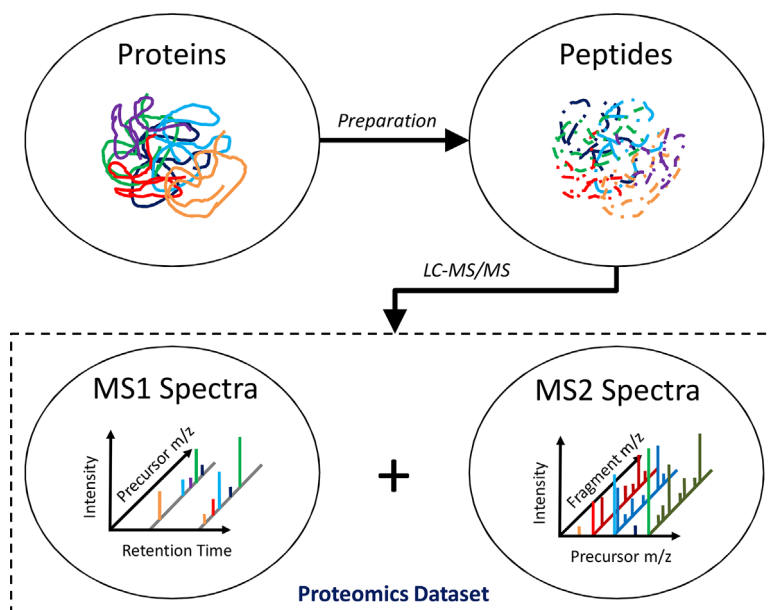 Proteins
Peptides
Preparation
LC-MS/MS
MS1 Spectra
MS2 Spectra
Intensity
Precursor m/z
Retention Time
+
Intensity
Fragment m/z
Precursor m/z
Proteomics Dataset